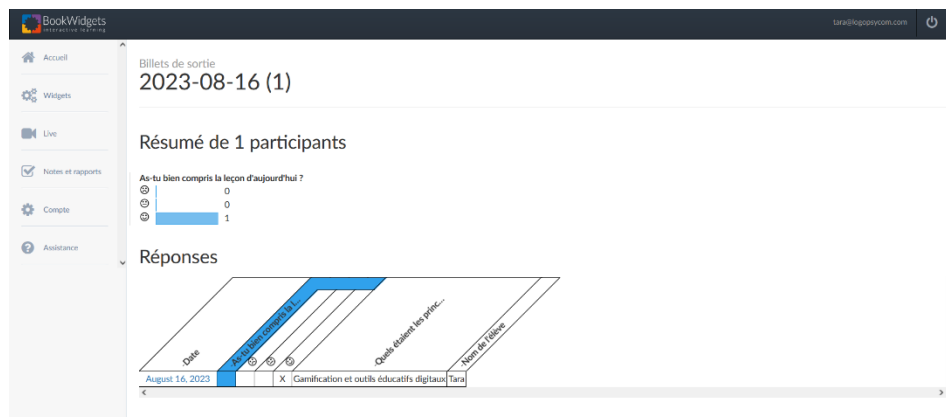 BookWidgets
interactive learning
tara@logopsycom.com
Accueil
Widgets
Live
Notes et rapports
Compte
Assistance
Billets de sortie
2023-08-16 (1)
Résumé de 1 participants
As-tu bien compris la leçon d'aujourd'hui ?
0
0
1
Réponses
Date
As-tu bien compris la l...
Quels étaient les princ...
Nom de l'élève
August 16, 2023 X Gamification et outils éducatifs digitaux Tara